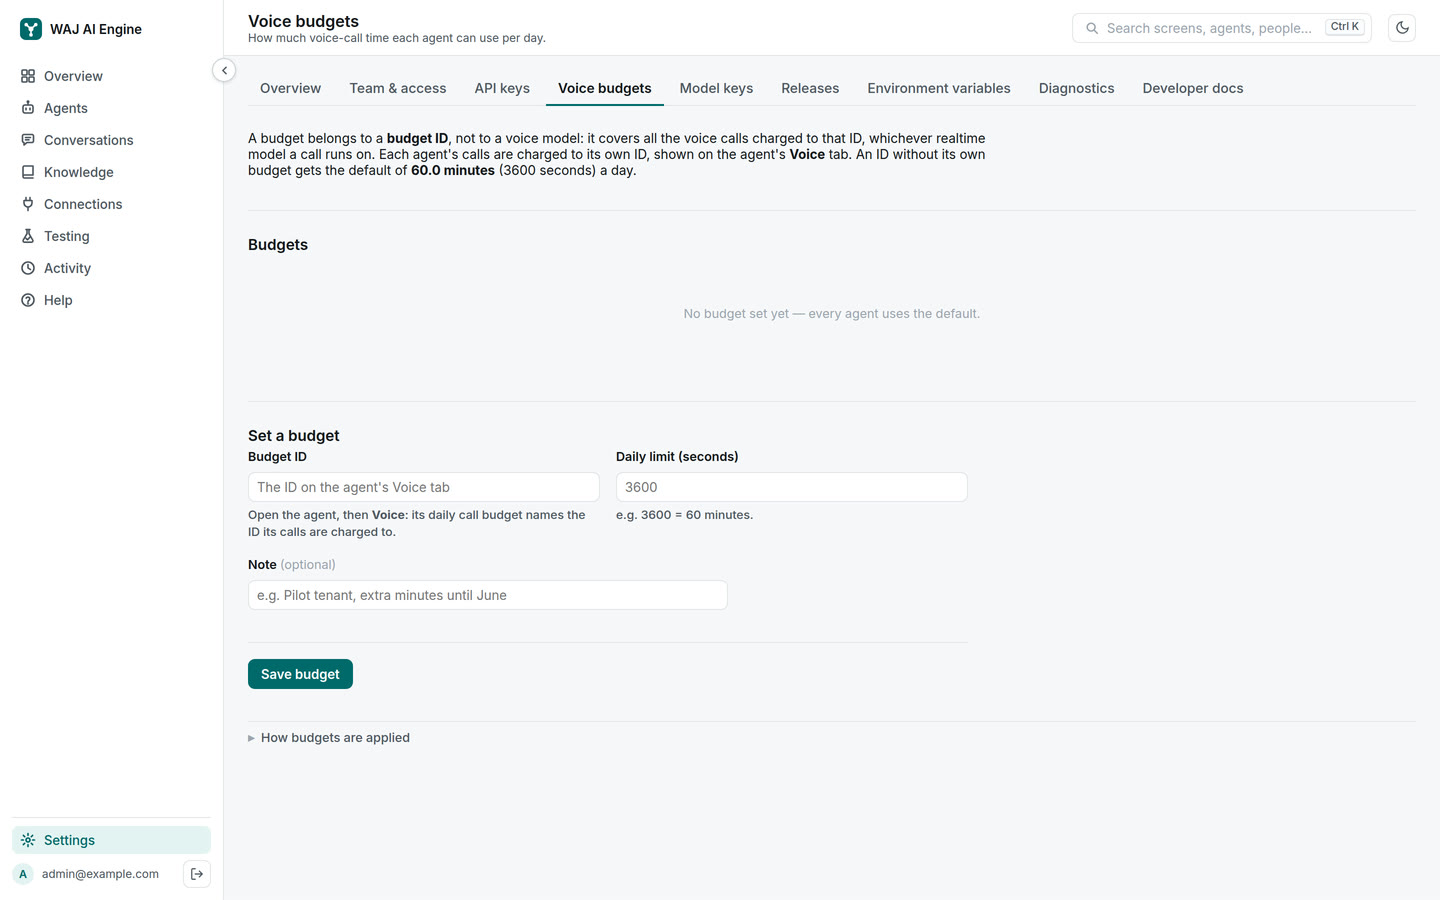 WAJ AI Engine
Overview
Agents
Conversations
Knowledge
Connections
Testing
Activity
Help
Settings
A admin@example.com
Voice budgets
How much voice-call time each agent can use per day.
Search screens, agents, people... Ctrl K
Overview Team & access API keys Voice budgets Model keys Releases Environment variables Diagnostics Developer docs
A budget belongs to a budget ID, not to a voice model: it covers all the voice calls charged to that ID, whichever realtime
model a call runs on. Each agent's calls are charged to its own ID, shown on the agent's Voice tab. An ID without its own
budget gets the default of 60.0 minutes (3600 seconds) a day.
Budgets
No budget set yet — every agent uses the default.
Set a budget
Budget ID Daily limit (seconds)
The ID on the agent's Voice tab 3600
Open the agent, then Voice: its daily call budget names the e.g. 3600 = 60 minutes.
ID its calls are charged to.
Note (optional)
e.g. Pilot tenant, extra minutes until June
Save budget
How budgets are applied